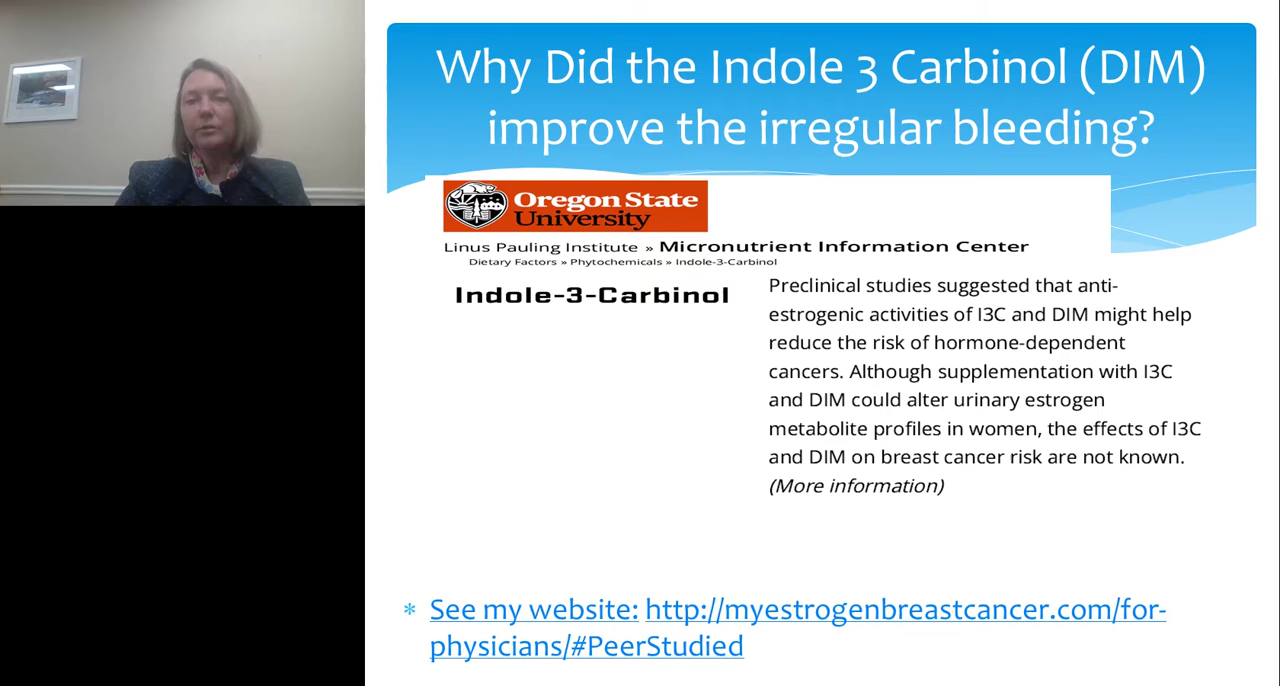 Why Did the Indole 3 Carbinol (DIM)
improve the irregular bleeding?
Oregon State
University
Linus Pauling Institute » Micronutrient Information Center
Dietary Factors » Phytochemicals » Indole-3-Carbinol
Indole-3-Carbinol
Preclinical studies suggested that anti-
estrogenic activities of I3C and DIM might help
reduce the risk of hormone-dependent
cancers. Although supplementation with I3C
and DIM could alter urinary estrogen
metabolite profiles in women, the effects of I3C
and DIM on breast cancer risk are not known.
(More information)
* See my website: http://myestrogenbreastcancer.com/for-
physicians/#PeerStudied